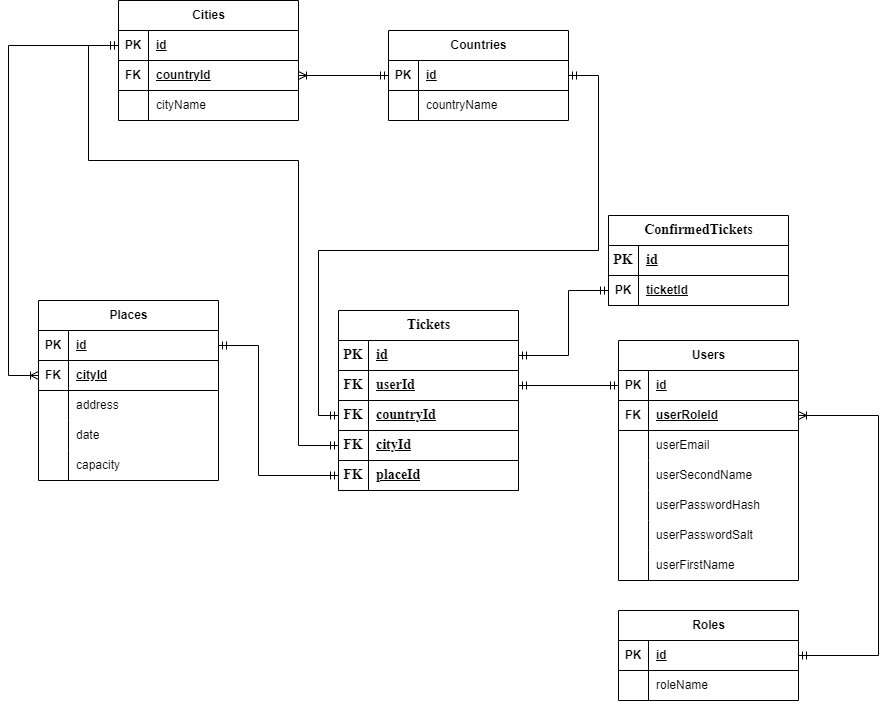 Cities
PK id
FK countryId
cityName
Countries
PK id
countryName
ConfirmedTickets
PK id
PK ticketId
Places
PK id
FK cityId
address
date
capacity
Tickets
PK id
FK userId
FK countryId
FK cityId
FK placeId
Users
PK id
FK userRoleId
userEmail
userSecondName
userPasswordHash
userPasswordSalt
userFirstName
Roles
PK id
roleName